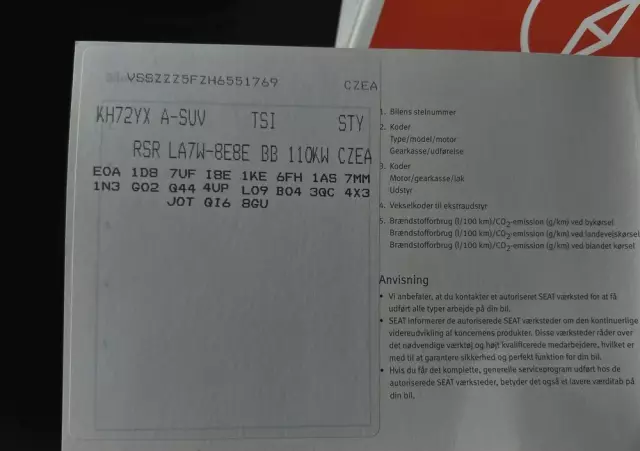 VSSZZZ5FZH6551769 CZEA
KH72YX A-SUV TSI STY
RSR LA7W-8E8E BB 110KW CZEA
E0A 1D8 7UF I8E 1KE 6FH 1AS 7MM
1N3 G02 Q44 4UP L09 B04 3QC 4X3
J0T QI6 8GU
1. Bilens stelnummer
2. Koder
Type/model/motor
Gearkasse/udførelse
3. Koder
Motor/gearkasse/lak
Udstyr
4. Vekselkoder til ekstraudstyr
5. Brændstofforbrug (l/100 km)/CO2-emission (g/km) ved bykørsel
Brændstofforbrug (l/100 km)/CO2-emission (g/km) ved landevejskørsel
Brændstofforbrug (l/100 km)/CO2-emission (g/km) ved blandet kørsel
Anvisning
• Vi anbefaler, at du kontakter et autoriseret SEAT værksted for at få
udført alle typer arbejde på din bil.
• SEAT informerer de autoriserede SEAT værksteder om den kontinuerlige
videreudvikling af koncernens produkter. Disse værksteder råder over
det nødvendige værktøj og højt kvalificerede medarbejdere, hvilket er
med til at garantere sikkerhed og perfekt funktion for din bil.
• Hvis du får det komplette, generelle serviceprogram udført hos de
autoriserede SEAT værksteder, betyder det også et lavere værditab på
din bil.